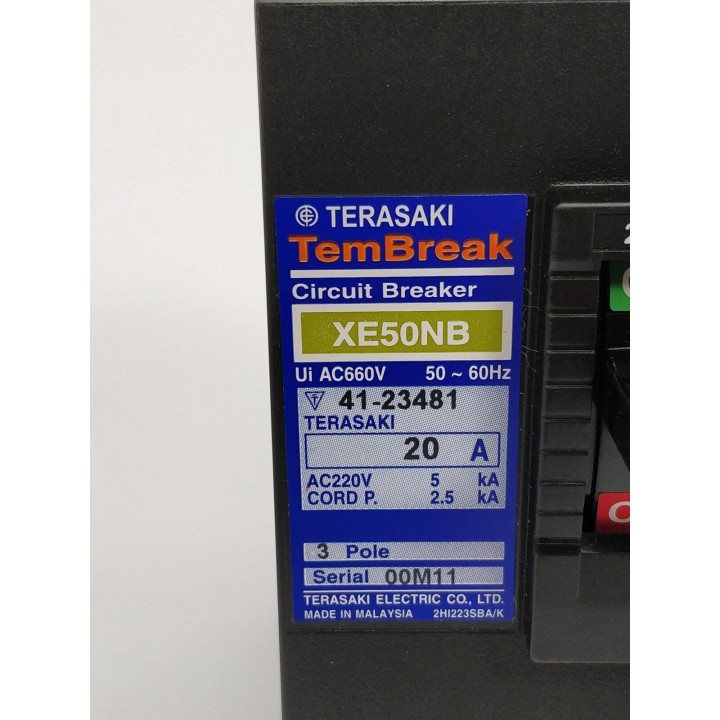 TERASAKI
TemBreak
Circuit Breaker
XE50NB
Ui AC660V 50 ~ 60Hz
41-23481
TERASAKI
20 A
AC220V 5 kA
CORD P. 2.5 kA
3 Pole
Serial 00M11
TERASAKI ELECTRIC CO., LTD.
MADE IN MALAYSIA 2HI223SBA/K